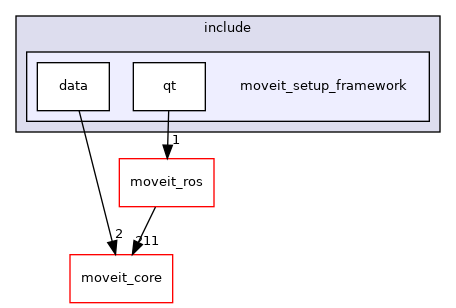 include
data
qt
moveit_setup_framework
1
moveit_ros
2
211
moveit_core